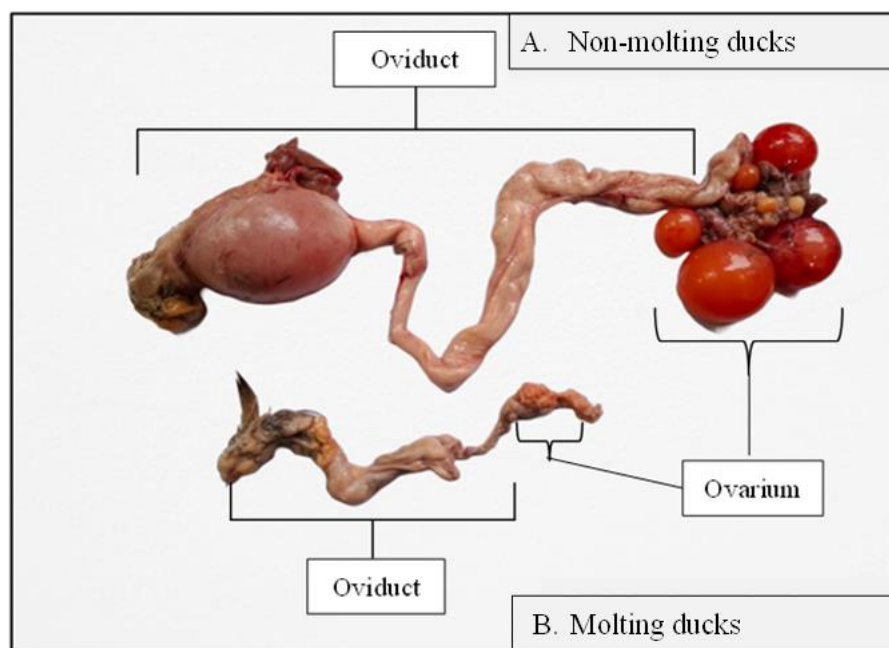 A. Non-molting ducks
Oviduct
Ovarium
Oviduct
B. Molting ducks